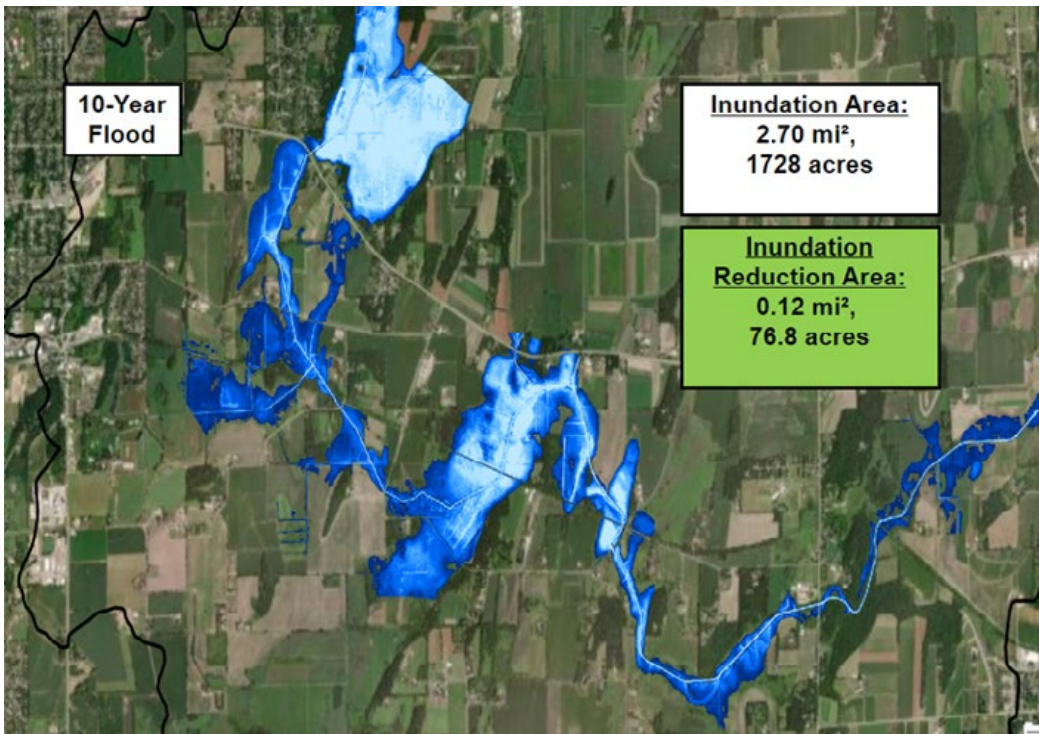 10-Year
Flood
Inundation Area:
2.70 mi²,
1728 acres
Inundation
Reduction Area:
0.12 mi²,
76.8 acres